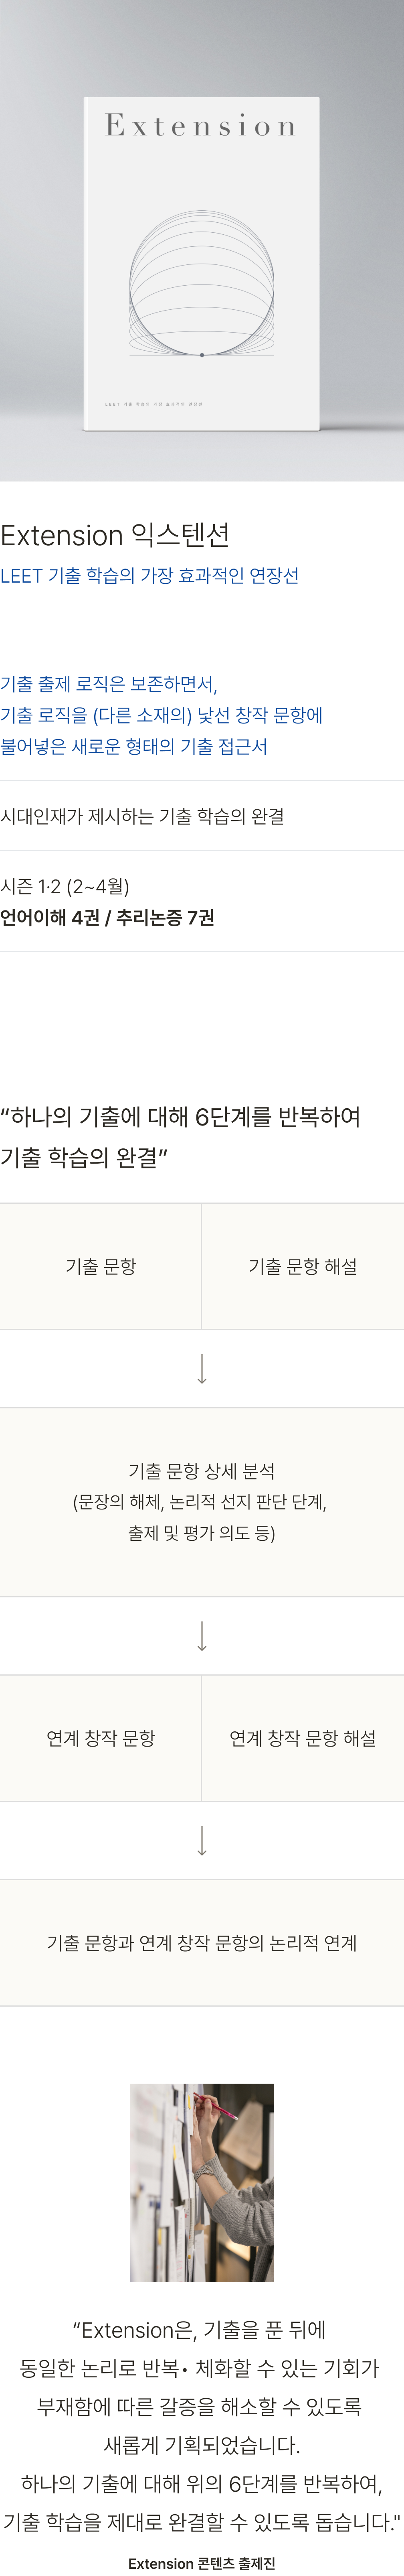 Extension
LEET 기출 학습의 가장 효과적인 연장선
Extension 익스텐션
LEET 기출 학습의 가장 효과적인 연장선
기출 출제 로직은 보존하면서,
기출 로직을 (다른 소재의) 낯선 창작 문항에
불어넣은 새로운 형태의 기출 접근서
시대인재가 제시하는 기출 학습의 완결
시즌 1·2 (2~4월)
언어이해 4권 / 추리논증 7권
“하나의 기출에 대해 6단계를 반복하여
기출 학습의 완결”
기출 문항
기출 문항 해설
기출 문항 상세 분석
(문장의 해체, 논리적 선지 판단 단계,
출제 및 평가 의도 등)
연계 창작 문항
연계 창작 문항 해설
기출 문항과 연계 창작 문항의 논리적 연계
“Extension은, 기출을 푼 뒤에
동일한 논리로 반복• 체화할 수 있는 기회가
부재함에 따른 갈증을 해소할 수 있도록
새롭게 기획되었습니다.
하나의 기출에 대해 위의 6단계를 반복하여,
기출 학습을 제대로 완결할 수 있도록 돕습니다."
Extension 콘텐츠 출제진